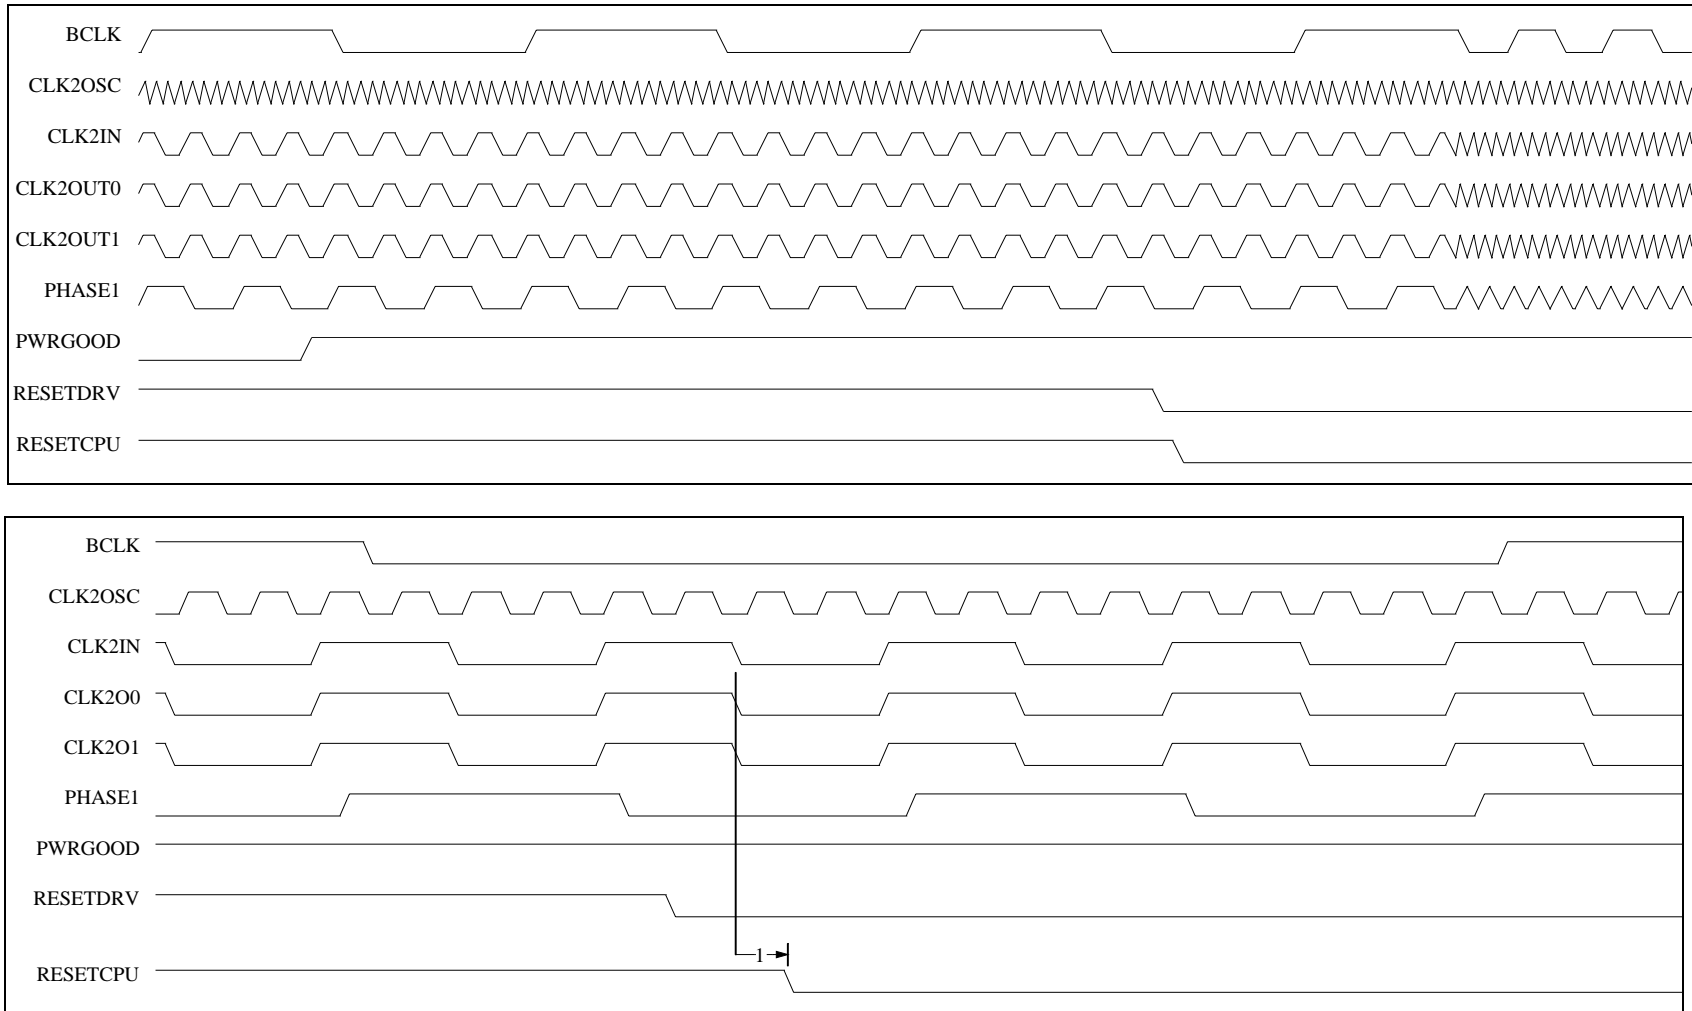 BCLK
CLK2OSC
CLK2IN
CLK2OUT0
CLK2OUT1
PHASE1
PWRGOOD
RESETDRV
RESETCPU
BCLK
CLK2OSC
CLK2IN
CLK2O0
CLK2O1
PHASE1
PWRGOOD
RESETDRV
1
RESETCPU